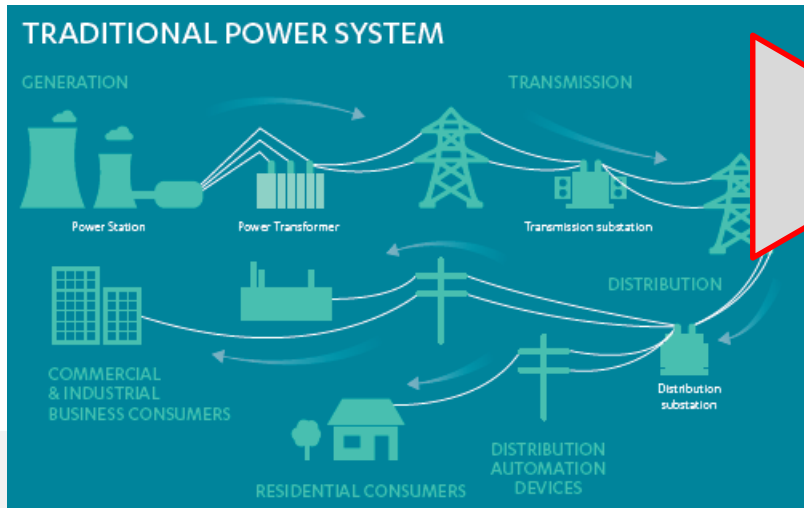 TRADITIONAL POWER SYSTEM
GENERATION
TRANSMISSION
Power Station
Power Transformer
Transmission substation
DISTRIBUTION
COMMERCIAL
& INDUSTRIAL
BUSINESS CONSUMERS
Distribution
substation
DISTRIBUTION
AUTOMATION
DEVICES
RESIDENTIAL CONSUMERS